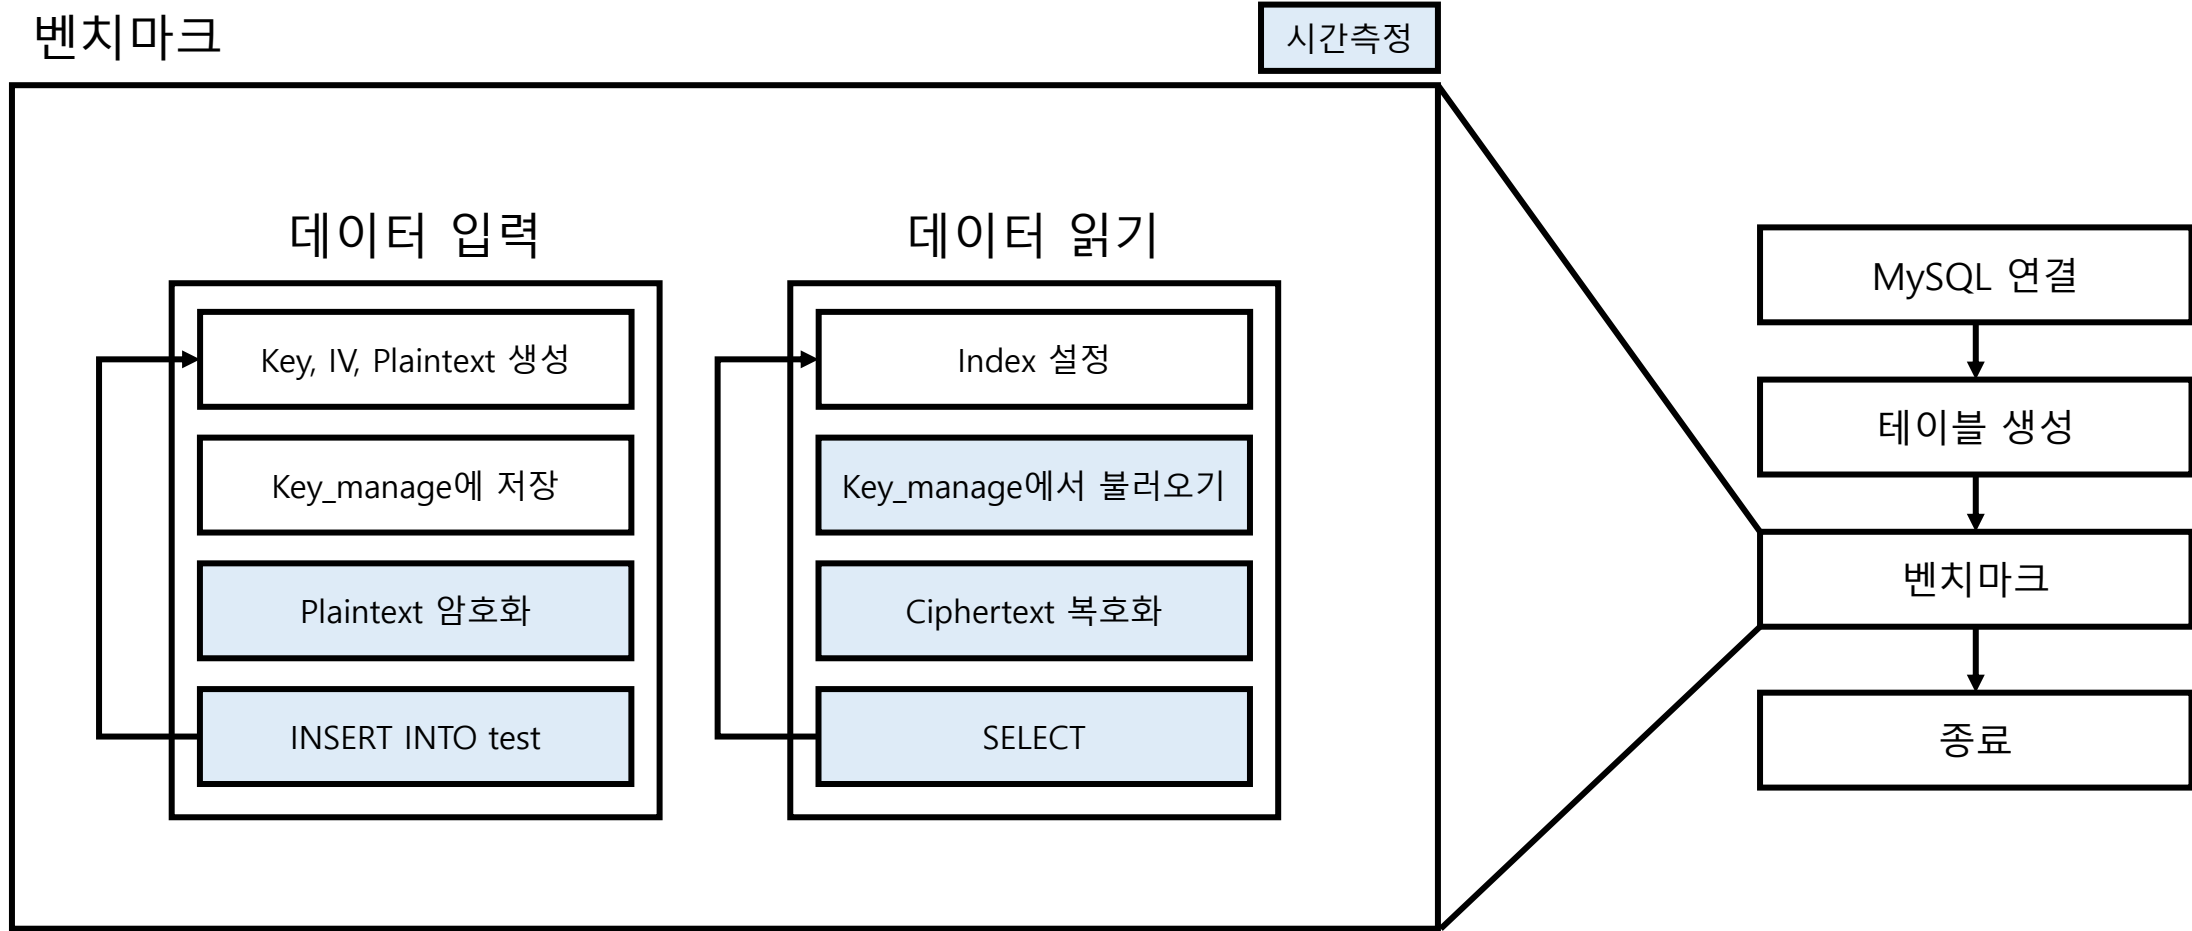 벤치마크
시간측정
데이터 입력
Key, IV, Plaintext 생성
Key_manage에 저장
Plaintext 암호화
INSERT INTO test
데이터 읽기
Index 설정
Key_manage에서 불러오기
Ciphertext 복호화
SELECT
MySQL 연결
테이블 생성
벤치마크
종료